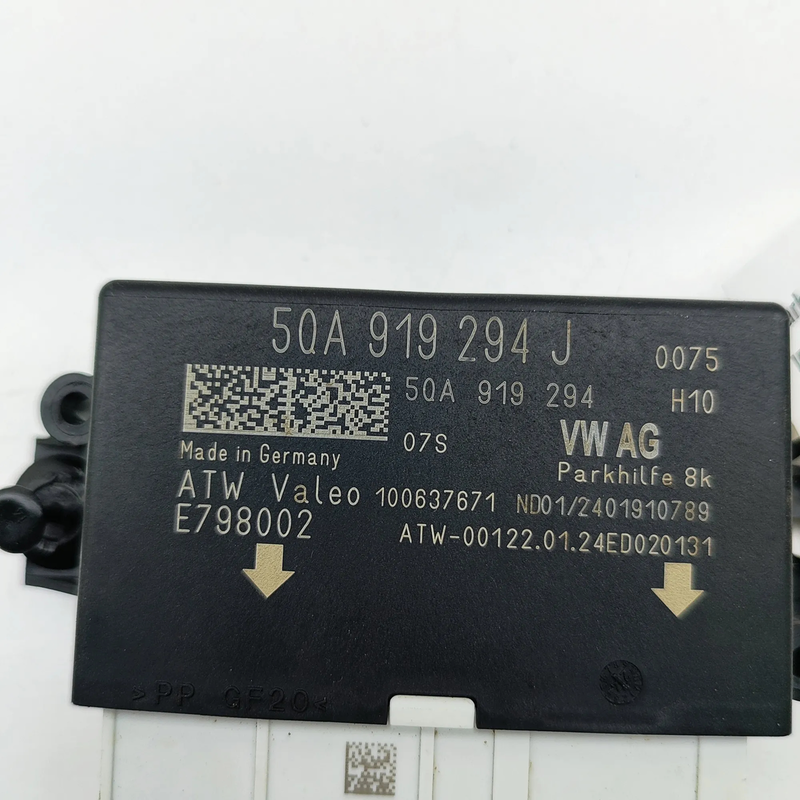 5QA 919 294 J 0075
5QA 919 294 H10
07S VW AG
Made in Germany Parkhilfe 8k
ATW Valeo 100637671 ND01/2401910789
E798002 ATW-00122.01.24ED020131
>PP GF20<